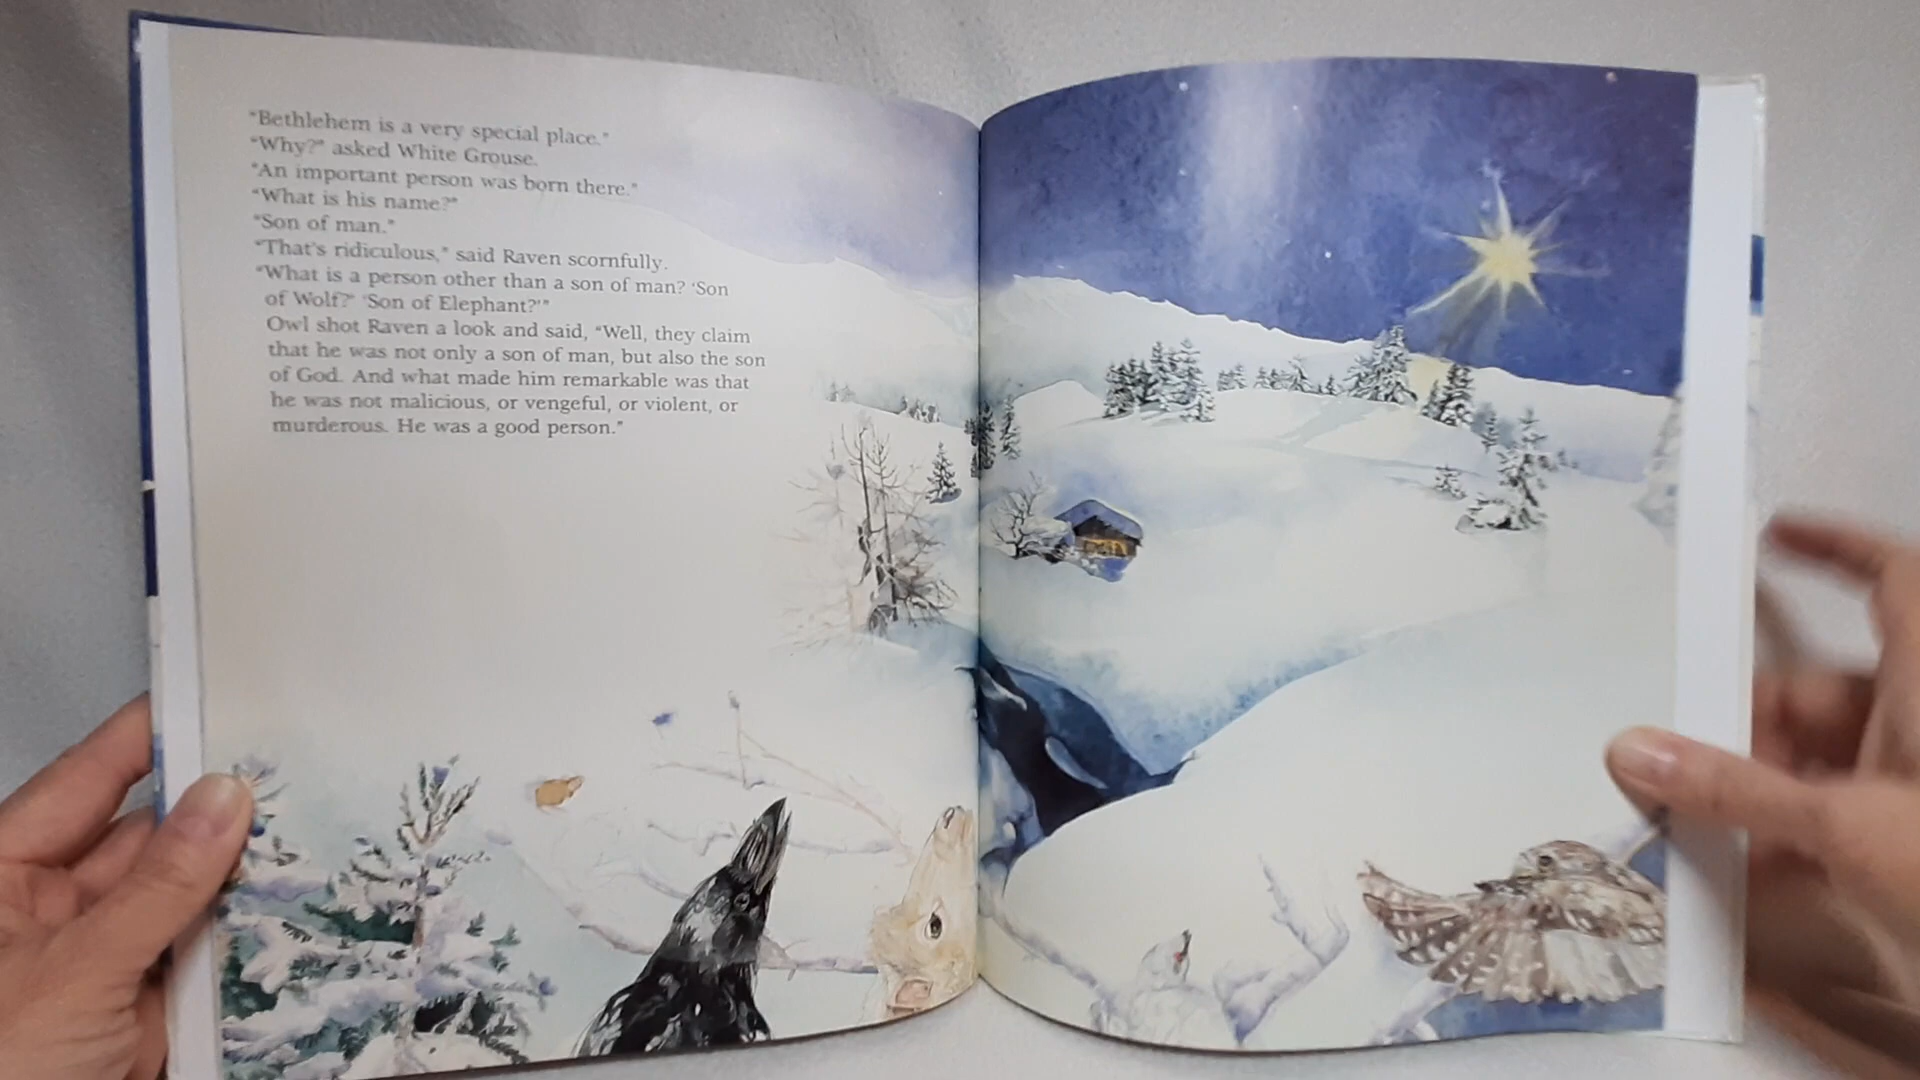 "Bethlehem is a very special place."
"Why?" asked White Grouse.
"An important person was born there."
"What is his name?"
"Son of man."
"That's ridiculous," said Raven scornfully.
"What is a person other than a son of man? 'Son
of Wolf?' 'Son of Elephant?'"
Owl shot Raven a look and said, "Well, they claim
that he was not only a son of man, but also the son
of God. And what made him remarkable was that
he was not malicious, or vengeful, or violent, or
murderous. He was a good person."